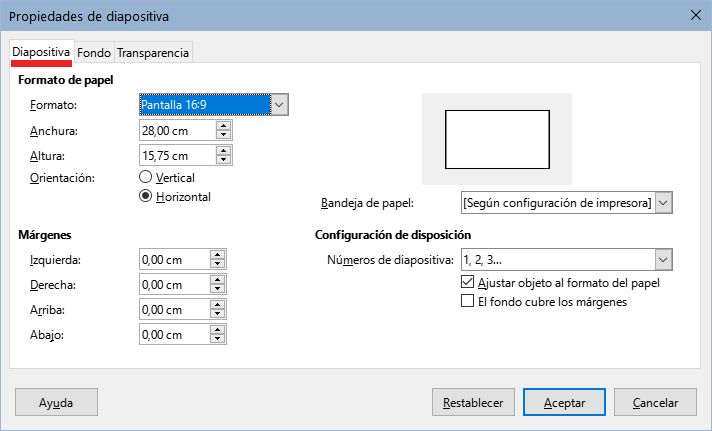 Propiedades de diapositiva
Diapositiva Fondo Transparencia
Formato de papel
Formato: Pantalla 16:9
Anchura: 28,00 cm
Altura: 15,75 cm
Orientación: Vertical
Horizontal
Bandeja de papel: [Según configuración de impresora]
Márgenes
Izquierda: 0,00 cm
Derecha: 0,00 cm
Arriba: 0,00 cm
Abajo: 0,00 cm
Configuración de disposición
Números de diapositiva: 1, 2, 3...
Ajustar objeto al formato del papel
El fondo cubre los márgenes
Ayuda Restablecer Aceptar Cancelar